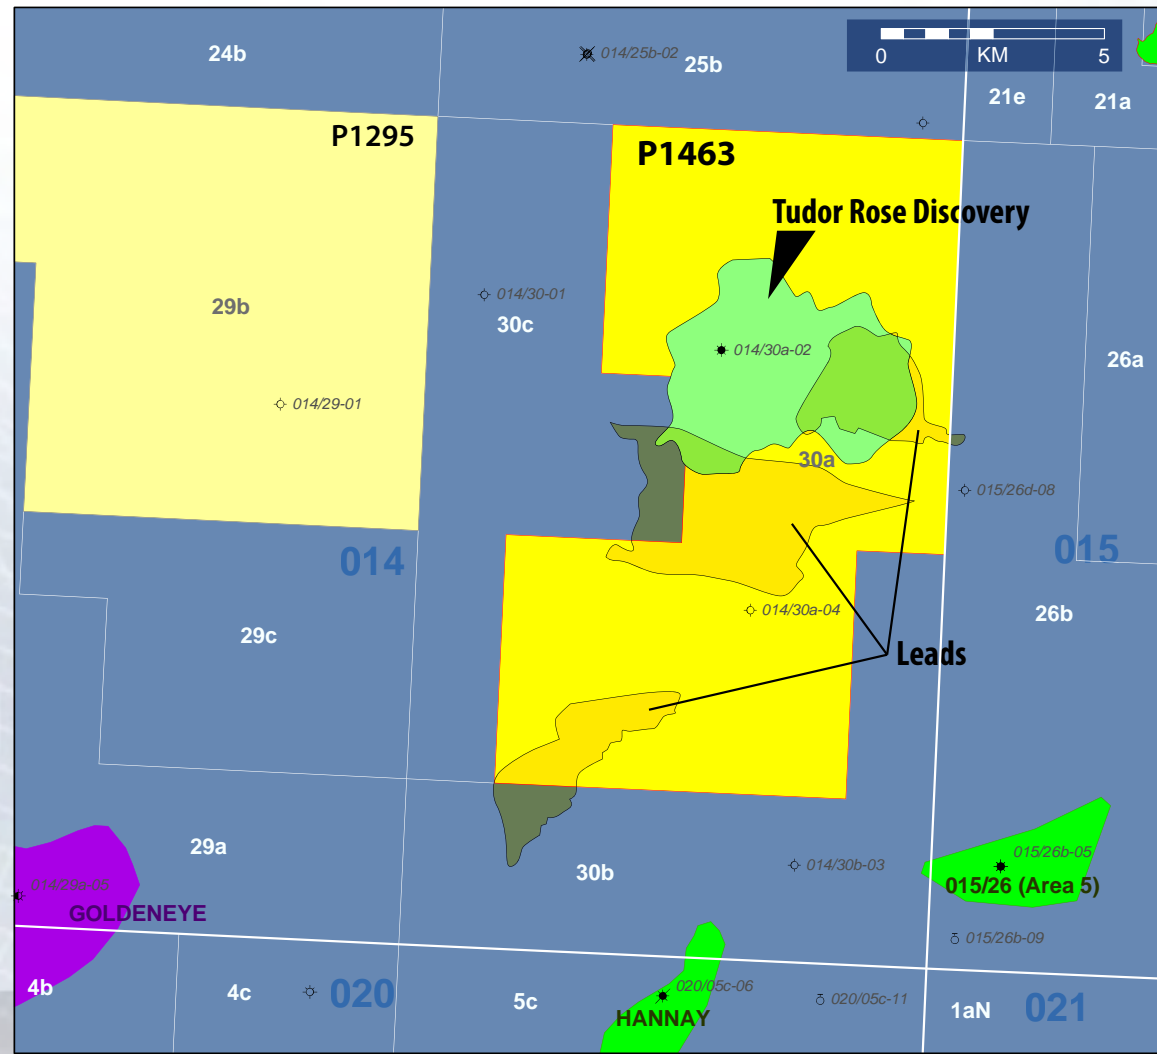 24b
014/25b-02
25b
0
KM
5
21e
21a
P1295
P1463
Tudor Rose Discovery
29b
014/30-01
30c
014/30a-02
26a
014/29-01
30a
015/26d-08
014
015
014/30a-04
26b
29c
Leads
29a
30b
014/30b-03
015/26b-05
015/26 (Area 5)
014/29a-05
GOLDENEYE
015/26b-09
4b
4c
020
5c
020/05c-06
020/05c-11
HANNAY
1aN
021